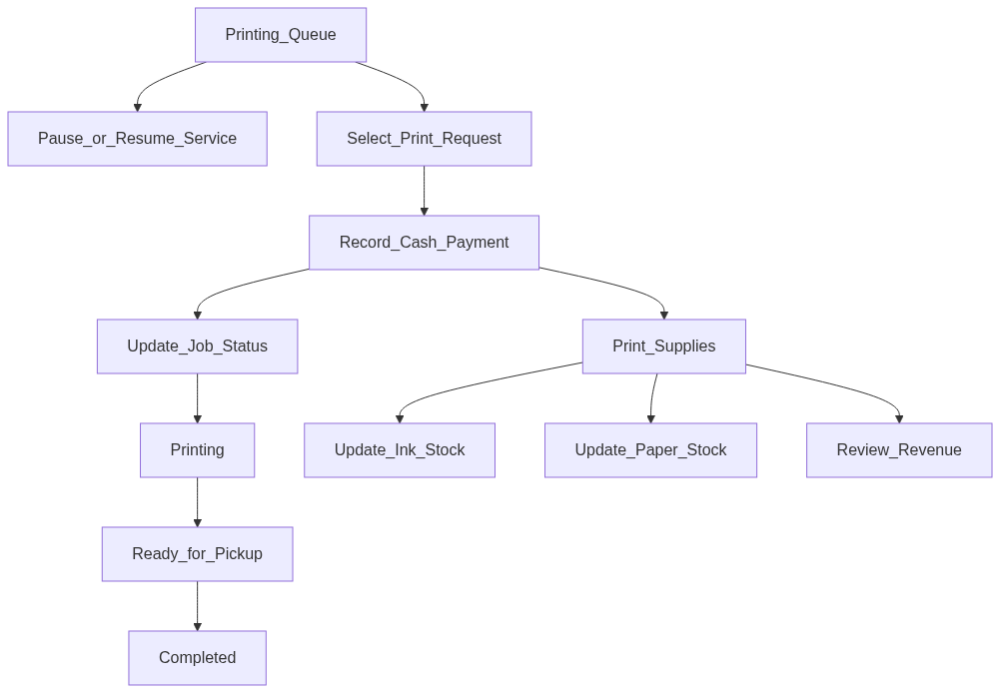 Printing_Queue
Pause_or_Resume_Service
Select_Print_Request
Record_Cash_Payment
Update_Job_Status
Print_Supplies
Printing
Update_Ink_Stock
Update_Paper_Stock
Review_Revenue
Ready_for_Pickup
Completed